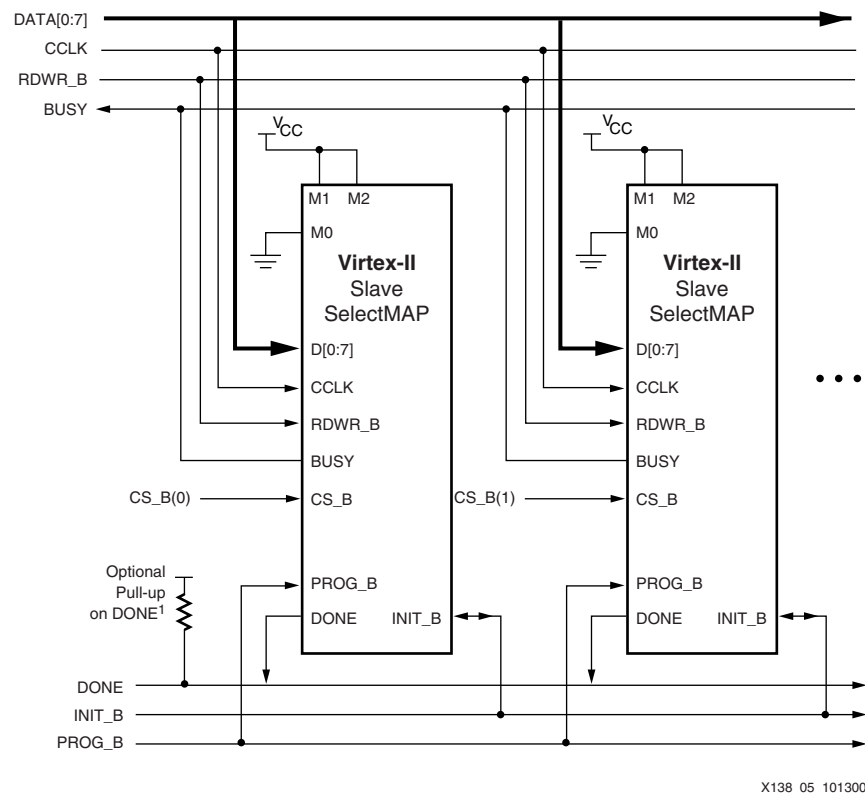 DATA[0:7]
CCLK
RDWR_B
BUSY
VCC
M1 M2
M0
Virtex-II
Slave
SelectMAP
D[0:7]
CCLK
RDWR_B
BUSY
CS_B(0)
CS_B
PROG_B
DONE INIT_B
VCC
M1 M2
M0
Virtex-II
Slave
SelectMAP
D[0:7]
CCLK
RDWR_B
BUSY
CS_B(1)
CS_B
PROG_B
DONE INIT_B
Optional
Pull-up
on DONE1
DONE
INIT_B
PROG_B
X138_05_101300